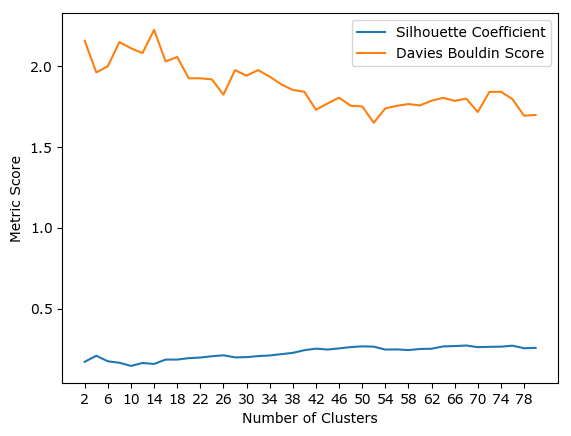 Silhouette Coefficient
Davies Bouldin Score
Metric Score
2.0
1.5
1.0
0.5
2 6 10 14 18 22 26 30 34 38 42 46 50 54 58 62 66 70 74 78
Number of Clusters